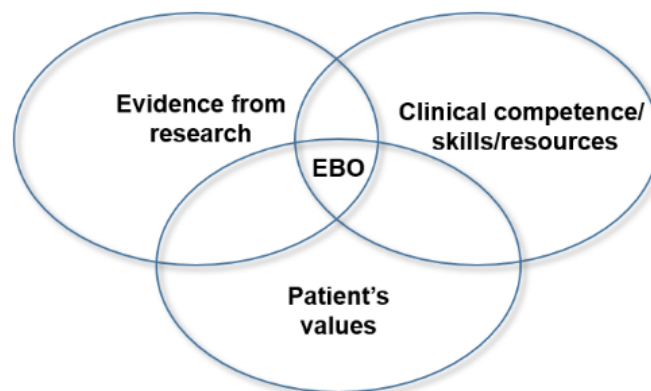 Evidence from
research
Clinical competence/
skills/resources
EBO
Patient's
values